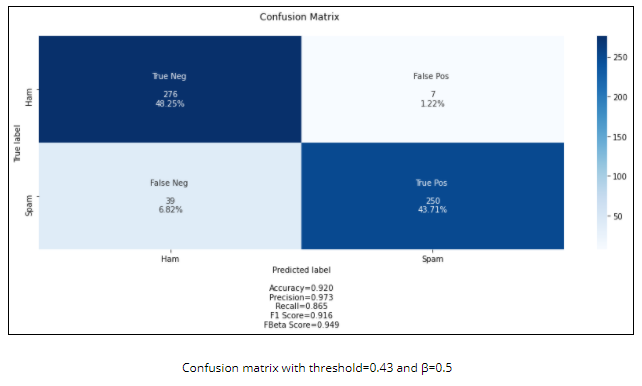 Confusion Matrix
True Neg
276
48.25%
False Pos
7
1.22%
False Neg
39
6.82%
True Pos
250
43.71%
Ham
Spam
True label
Ham
Spam
Predicted label
Accuracy=0.920
Precision=0.973
Recall=0.865
F1 Score=0.916
FBeta Score=0.949
250
200
150
100
50
Confusion matrix with threshold=0.43 and β=0.5